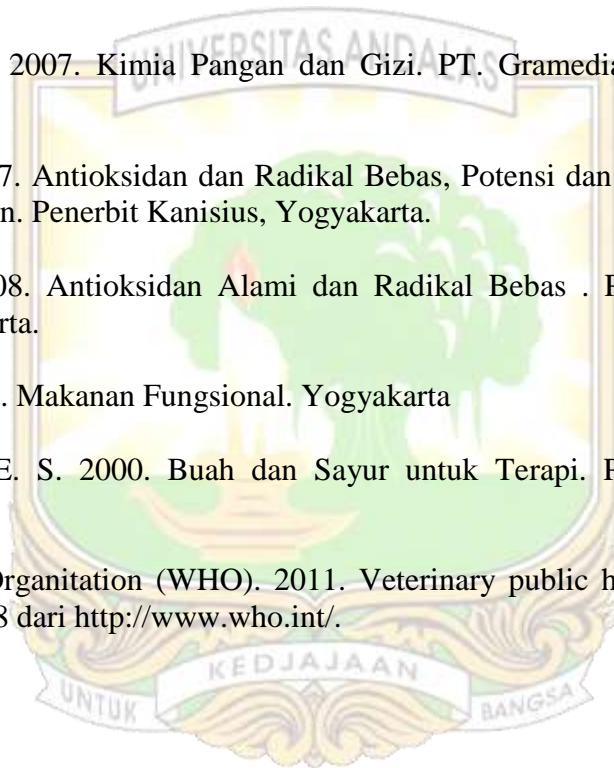 2007. Kimia Pangan dan Gizi. PT. Gramedia
UNIVERSITAS ANDALAS
7. Antioksidan dan Radikal Bebas, Potensi dan
n. Penerbit Kanisius, Yogyakarta.
08. Antioksidan Alami dan Radikal Bebas . P
rta.
. Makanan Fungsional. Yogyakarta
E. S. 2000. Buah dan Sayur untuk Terapi. P
Organitation (WHO). 2011. Veterinary public h
8 dari http://www.who.int/.
UNTUK KEDJAJAAN BANGSA